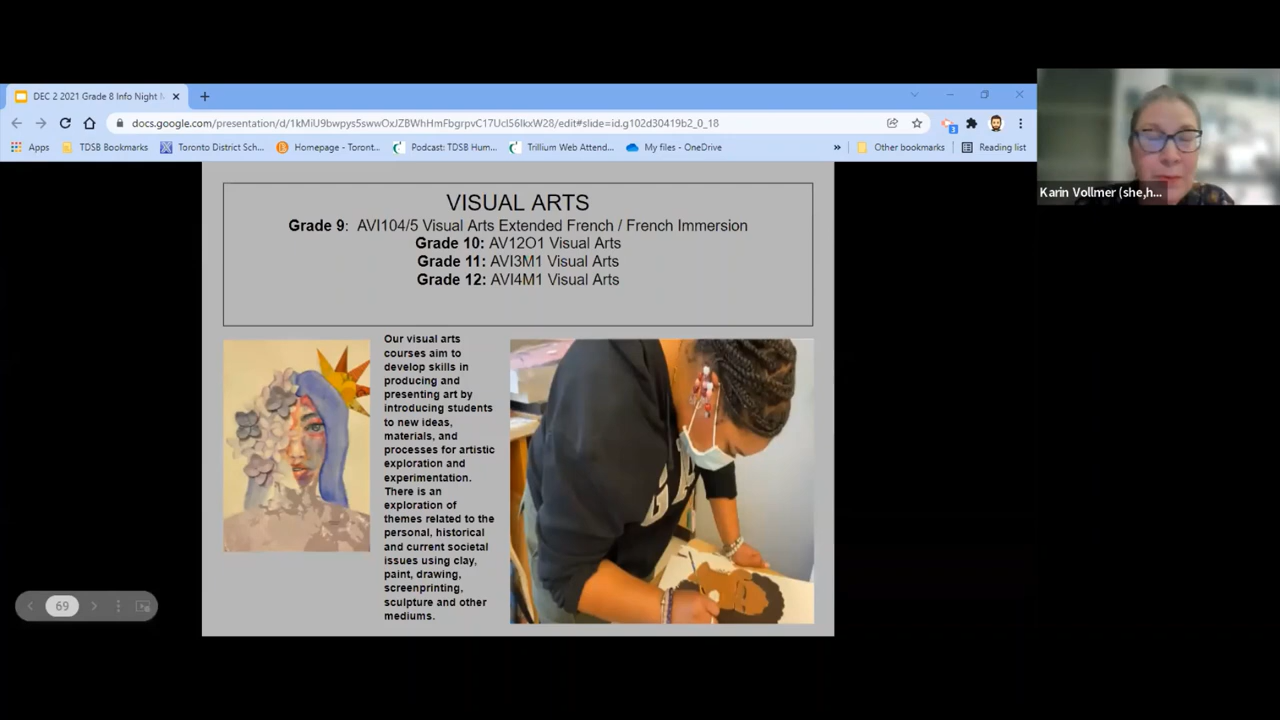 DEC 2 2021 Grade 8 Info Night
docs.google.com/presentation/d/1kMiU9bwpys5swwOxJZBWhHmFbgrpvC17UcIS6IkxW28/edit#slide=id.g102d30419b2_0_18
3
Apps
TDSB Bookmarks
Toronto District Sch...
Homepage - Toront...
Podcast: TDSB Hum...
Trillium Web Attend...
My files - OneDrive
»
Other bookmarks
Reading list
Karin Vollmer (she,h...
VISUAL ARTS
Grade 9: AVI104/5 Visual Arts Extended French / French Immersion
Grade 10: AV12O1 Visual Arts
Grade 11: AVI3M1 Visual Arts
Grade 12: AVI4M1 Visual Arts
Our visual arts
courses aim to
develop skills in
producing and
presenting art by
introducing students
to new ideas,
materials, and
processes for artistic
exploration and
experimentation.
There is an
exploration of
themes related to the
personal, historical
and current societal
issues using clay,
paint, drawing,
screenprinting,
sculpture and other
mediums.
69